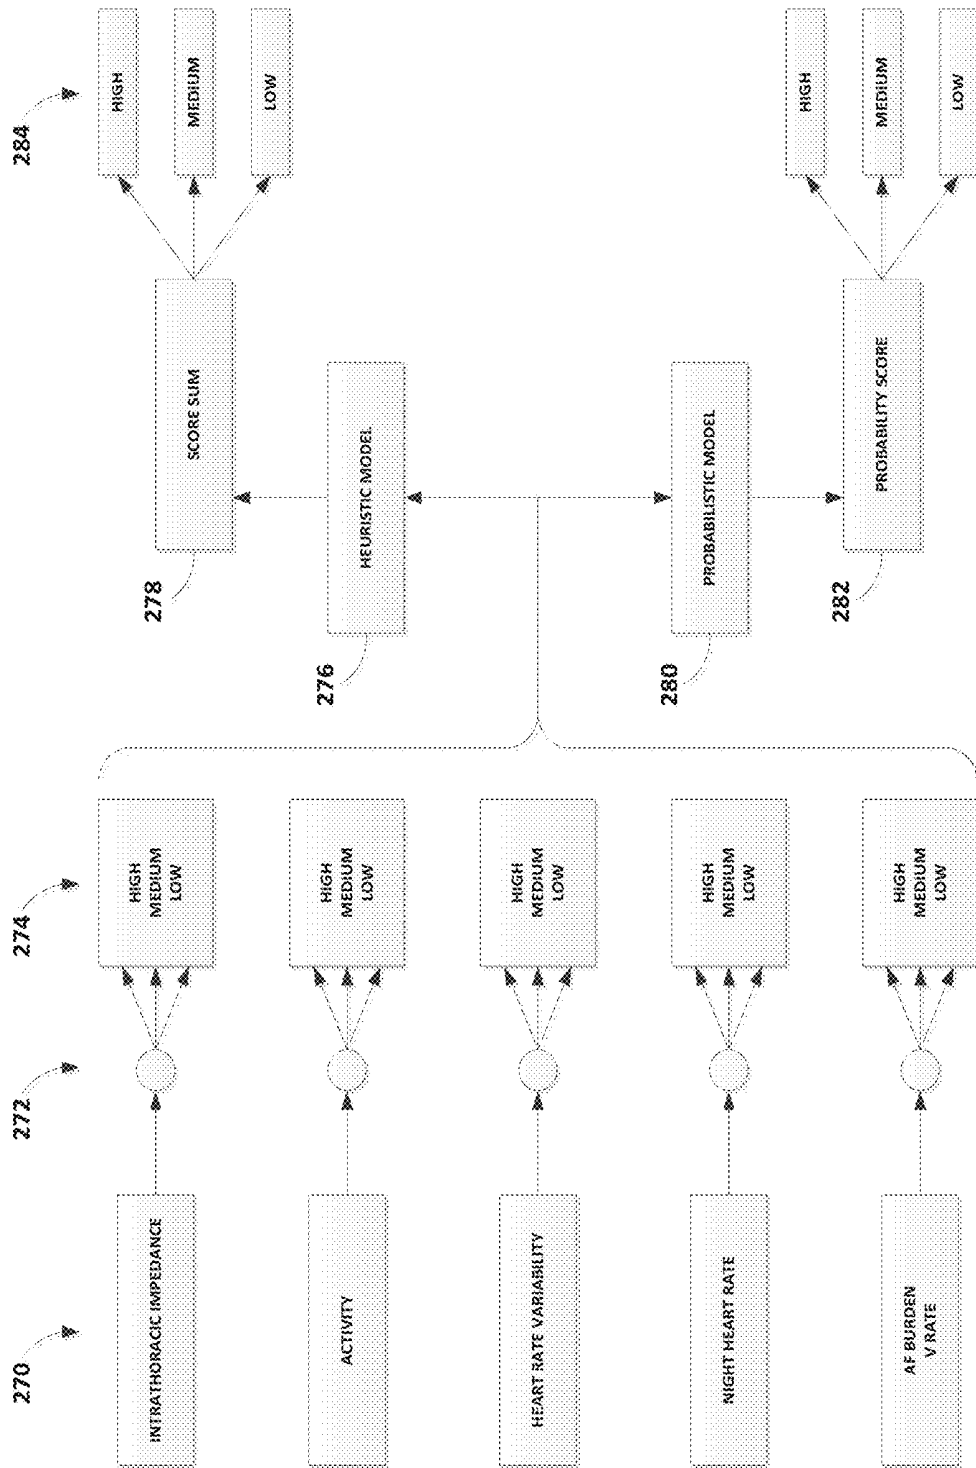 270
272
274
284
INTRATHORACIC IMPEDANCE
HIGH
MEDIUM
LOW
ACTIVITY
HIGH
MEDIUM
LOW
HEART RATE VARIABILITY
HIGH
MEDIUM
LOW
NIGHT HEART RATE
HIGH
MEDIUM
LOW
AF BURDEN
V RATE
HIGH
MEDIUM
LOW
276
HEURISTIC MODEL
278
SCORE SUM
HIGH
MEDIUM
LOW
280
PROBABILISTIC MODEL
282
PROBABILITY SCORE
HIGH
MEDIUM
LOW